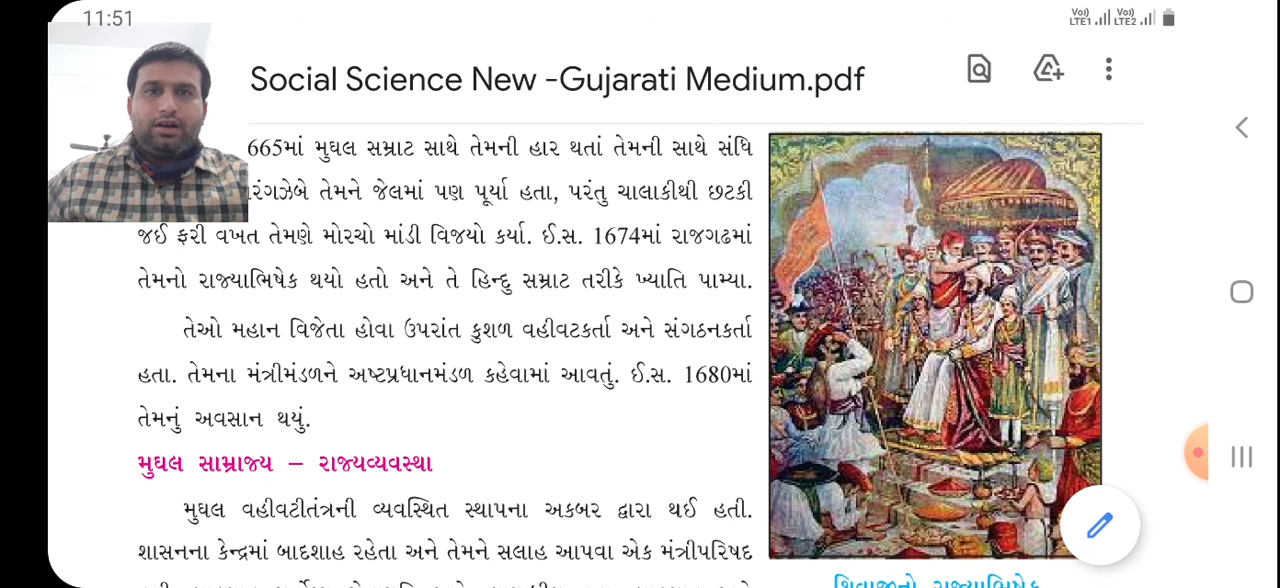 11:51
Vo) LTE1 Vo) LTE2
Social Science New -Gujarati Medium.pdf
665માં મુઘલ સમ્રાટ સાથે તેમની હાર થતાં તેમની સાથે સંધિ
રંગઝેબે તેમને જેલમાં પણ પૂર્યા હતા, પરંતુ ચાલાકીથી છટકી
જઈ ફરી વખત તેમણે મોરચો માંડી વિજયો કર્યા. ઈ.સ. 1674માં રાજગઢમાં
તેમનો રાજ્યાભિષેક થયો હતો અને તે હિન્દુ સમ્રાટ તરીકે ખ્યાતિ પામ્યા.
તેઓ મહાન વિજેતા હોવા ઉપરાંત કુશળ વહીવટકર્તા અને સંગઠનકર્તા
હતા. તેમના મંત્રીમંડળને અષ્ટપ્રધાનમંડળ કહેવામાં આવતું. ઈ.સ. 1680માં
તેમનું અવસાન થયું.
મુઘલ સામ્રાજ્ય – રાજ્યવ્યવસ્થા
મુઘલ વહીવટીતંત્રની વ્યવસ્થિત સ્થાપના અકબર દ્વારા થઈ હતી.
શાસનના કેન્દ્રમાં બાદશાહ રહેતા અને તેમને સલાહ આપવા એક મંત્રીપરિષદ
શિવાજીનો રાજ્યાભિષેક